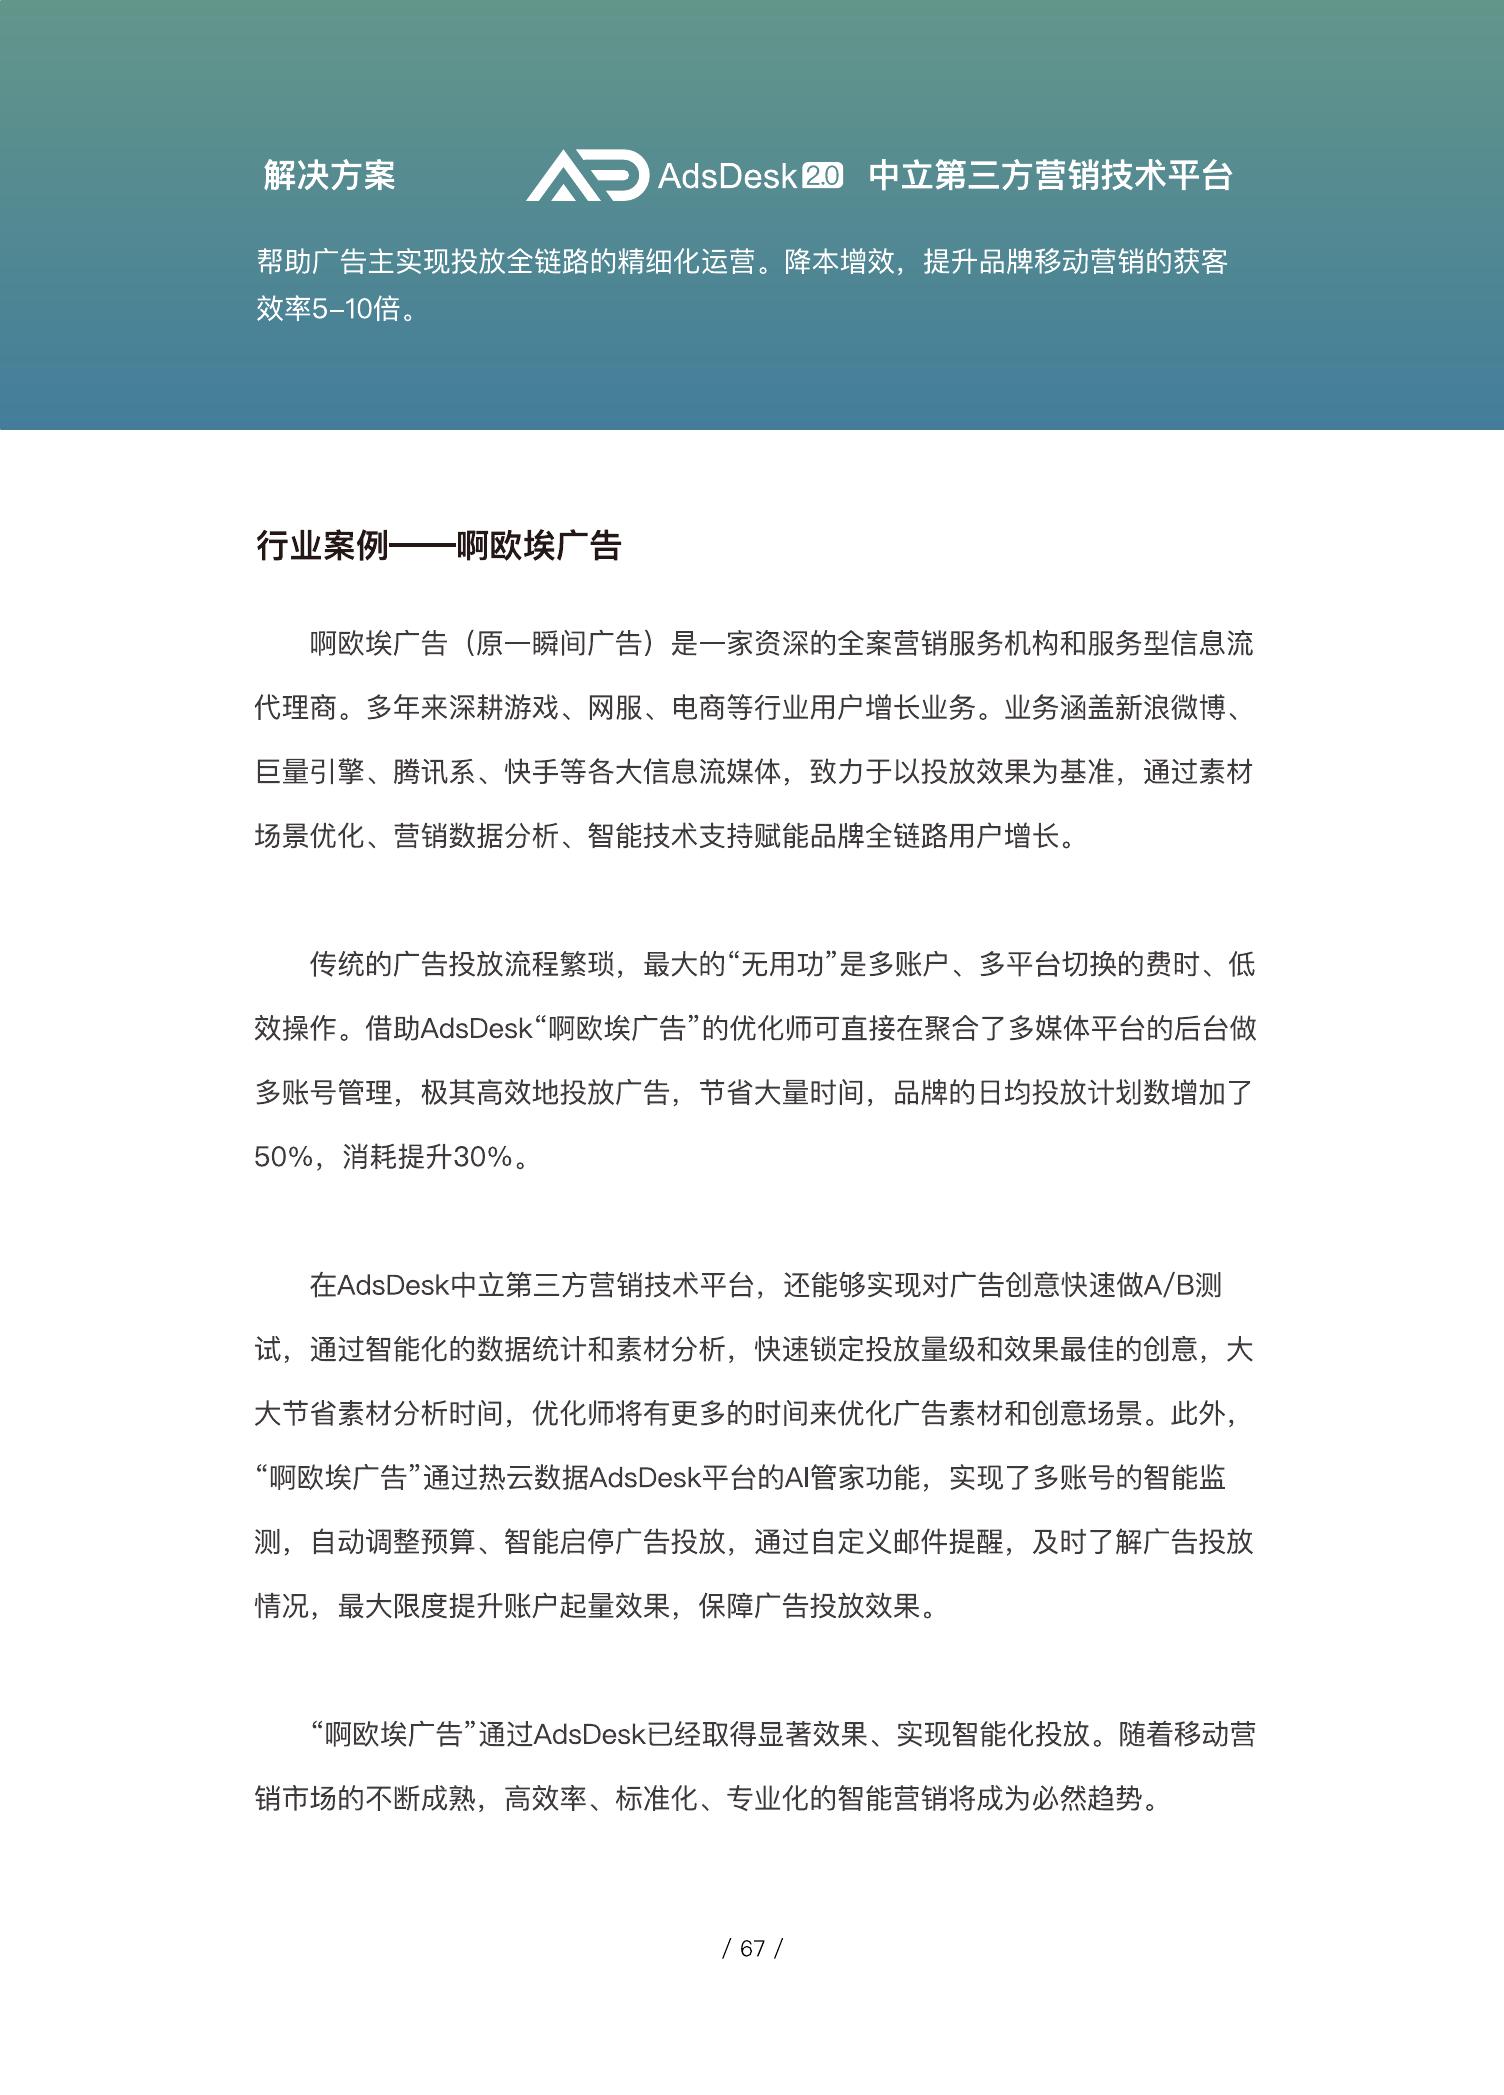 解决方案 AdsDesk 2.0 中立第三方营销技术平台
帮助广告主实现投放全链路的精细化运营。降本增效，提升品牌移动营销的获客
效率5-10倍。
行业案例——啊欧埃广告
啊欧埃广告（原一瞬间广告）是一家资深的全案营销服务机构和服务型信息流
代理商。多年来深耕游戏、网服、电商等行业用户增长业务。业务涵盖新浪微博、
巨量引擎、腾讯系、快手等各大信息流媒体，致力于以投放效果为基准，通过素材
场景优化、营销数据分析、智能技术支持赋能品牌全链路用户增长。
传统的广告投放流程繁琐，最大的“无用功”是多账户、多平台切换的费时、低
效操作。借助AdsDesk“啊欧埃广告”的优化师可直接在聚合了多媒体平台的后台做
多账号管理，极其高效地投放广告，节省大量时间，品牌的日均投放计划数增加了
50%，消耗提升30%。
在AdsDesk中立第三方营销技术平台，还能够实现对广告创意快速做A/B测
试，通过智能化的数据统计和素材分析，快速锁定投放量级和效果最佳的创意，大
大节省素材分析时间，优化师将有更多的时间来优化广告素材和创意场景。此外，
“啊欧埃广告”通过热云数据AdsDesk平台的AI管家功能，实现了多账号的智能监
测，自动调整预算、智能启停广告投放，通过自定义邮件提醒，及时了解广告投放
情况，最大限度提升账户起量效果，保障广告投放效果。
“啊欧埃广告”通过AdsDesk已经取得显著效果、实现智能化投放。随着移动营
销市场的不断成熟，高效率、标准化、专业化的智能营销将成为必然趋势。
/ 67 /